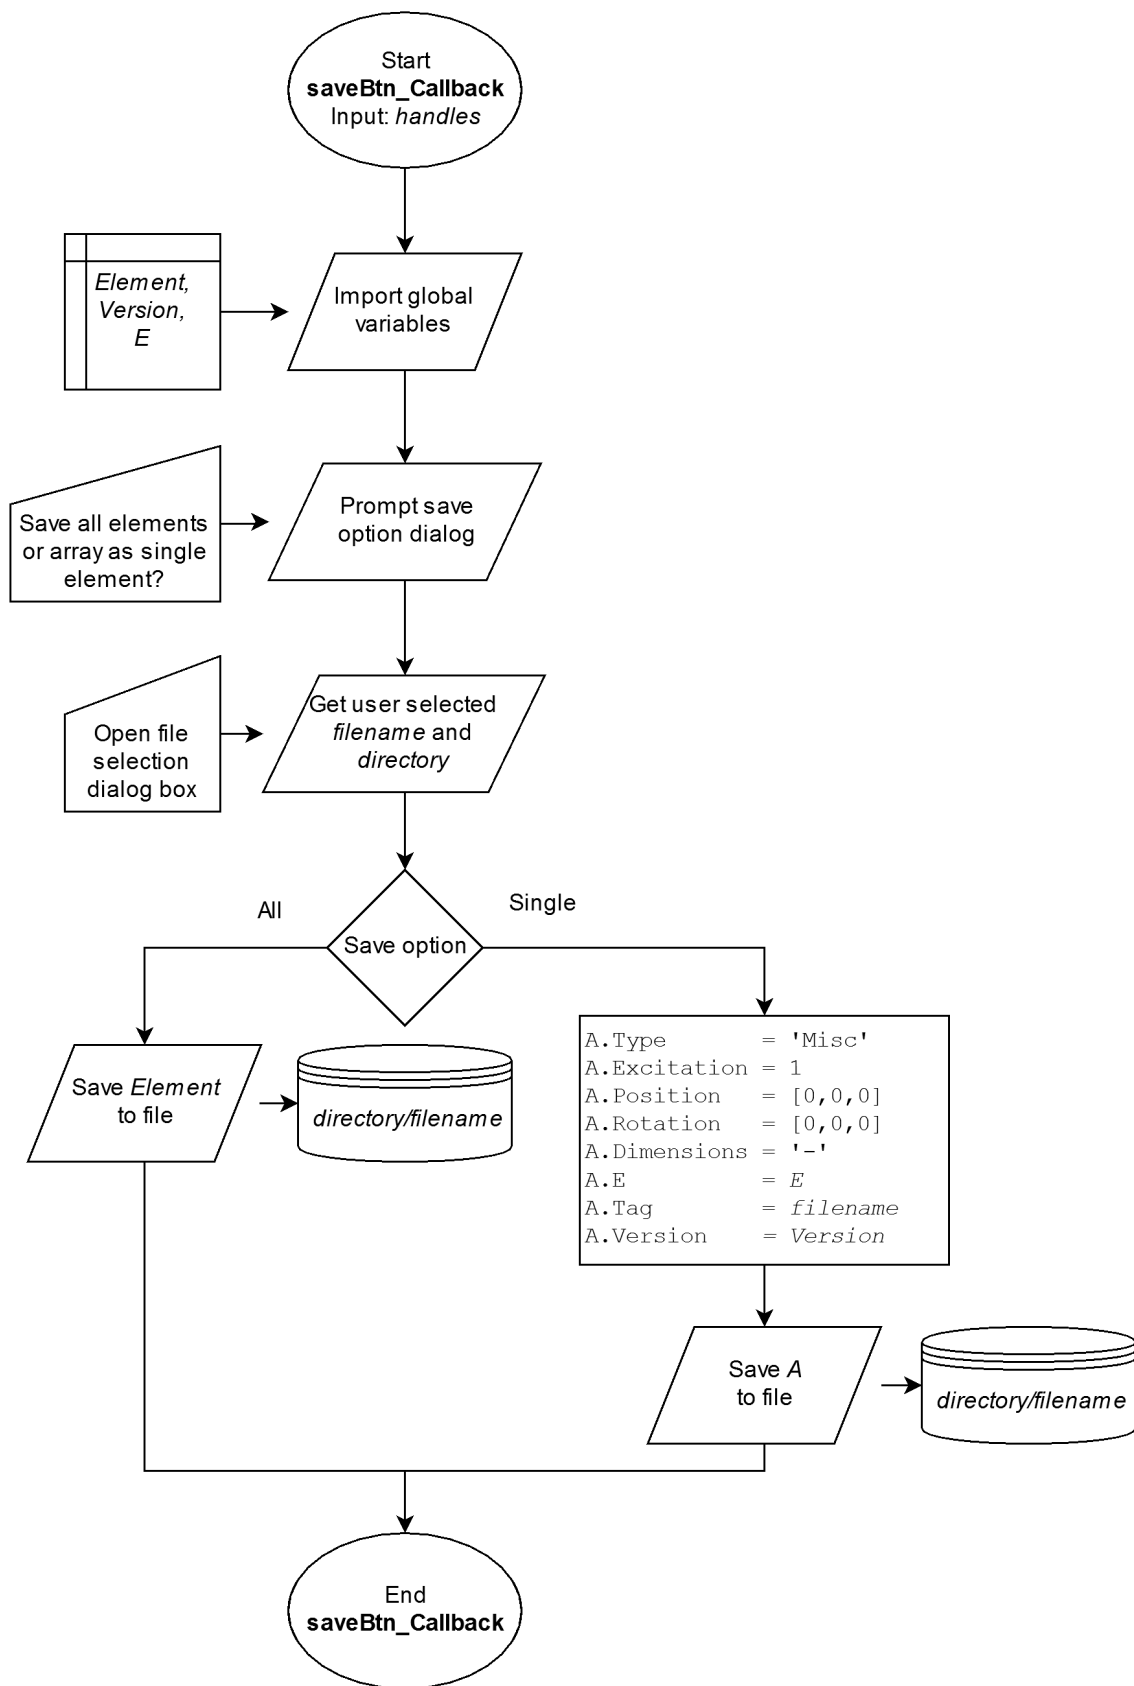 Start
saveBtn_Callback
Input: handles
Element,
Version,
E
Import global
variables
Save all elements
or array as single
element?
Prompt save
option dialog
Open file
selection
dialog box
Get user selected
filename and
directory
All
Single
Save option
Save Element
to file
directory/filename
A.Type = 'Misc'
A.Excitation = 1
A.Position = [0,0,0]
A.Rotation = [0,0,0]
A.Dimensions = '-'
A.E = E
A.Tag = filename
A.Version = Version
Save A
to file
directory/filename
End
saveBtn_Callback